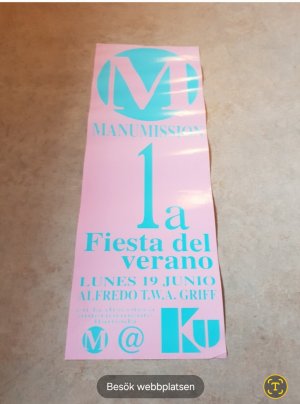 M
MANUMISSION
1a
Fiesta del
verano
LUNES 19 JUNIO
ALFREDO T.W.A. GRIFF
M @ Ku
Besök webbplatsen